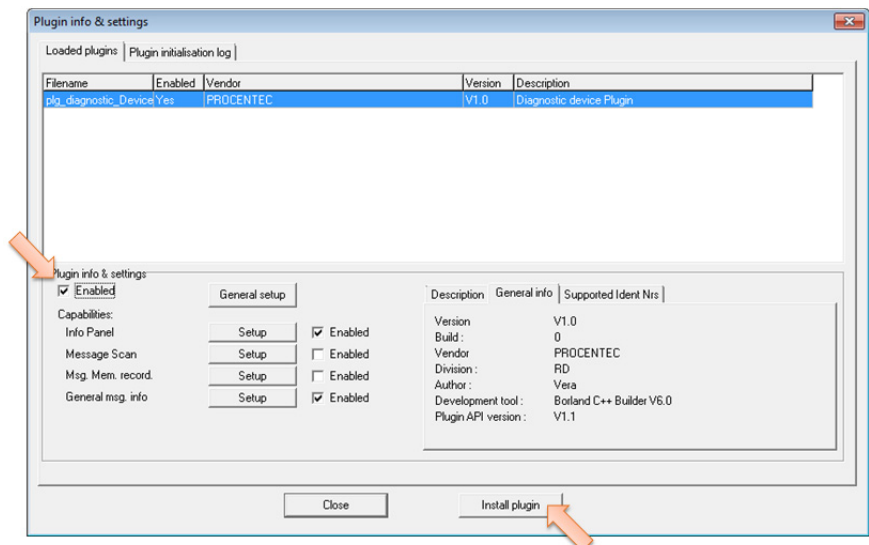 Plugin info & settings
Loaded plugins Plugin initialisation log
Filename Enabled Vendor Version Description
plg_diagnostic_Device Yes PROCENTEC V1.0 Diagnostic device Plugin
Plugin info & settings
Enabled General setup Description General info Supported Ident Nrs
Capabilities:
Info Panel Setup Enabled
Message Scan Setup Enabled
Msg. Mem. record. Setup Enabled
General msg. info Setup Enabled
Version V1.0
Build : 0
Vendor PROCENTEC
Division : RD
Author : Vera
Development tool : Borland C++ Builder V6.0
Plugin API version : V1.1
Close Install plugin